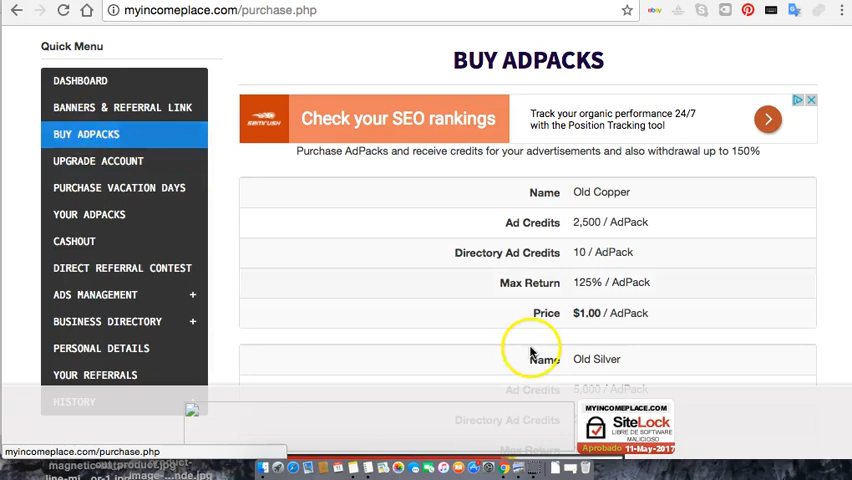 myincomeplace.com/purchase.php
ebay
Quick Menu
DASHBOARD
BANNERS & REFERRAL LINK
BUY ADPACKS
UPGRADE ACCOUNT
PURCHASE VACATION DAYS
YOUR ADPACKS
CASHOUT
DIRECT REFERRAL CONTEST
ADS MANAGEMENT +
BUSINESS DIRECTORY +
PERSONAL DETAILS
YOUR REFERRALS
HISTORY
BUY ADPACKS
SEMRUSH
Check your SEO rankings
Track your organic performance 24/7
with the Position Tracking tool
Purchase AdPacks and receive credits for your advertisements and also withdrawal up to 150%
Name Old Copper
Ad Credits 2,500 / AdPack
Directory Ad Credits 10 / AdPack
Max Return 125% / AdPack
Price $1.00 / AdPack
Name Old Silver
Ad Credits 5,000 / AdPack
Directory Ad Credits
MYINCOMEPLACE.COM
SiteLock
LIBRE DE SOFTWARE
MALICIOSO
Aprobado 11-May-2017
myincomeplace.com/purchase.php